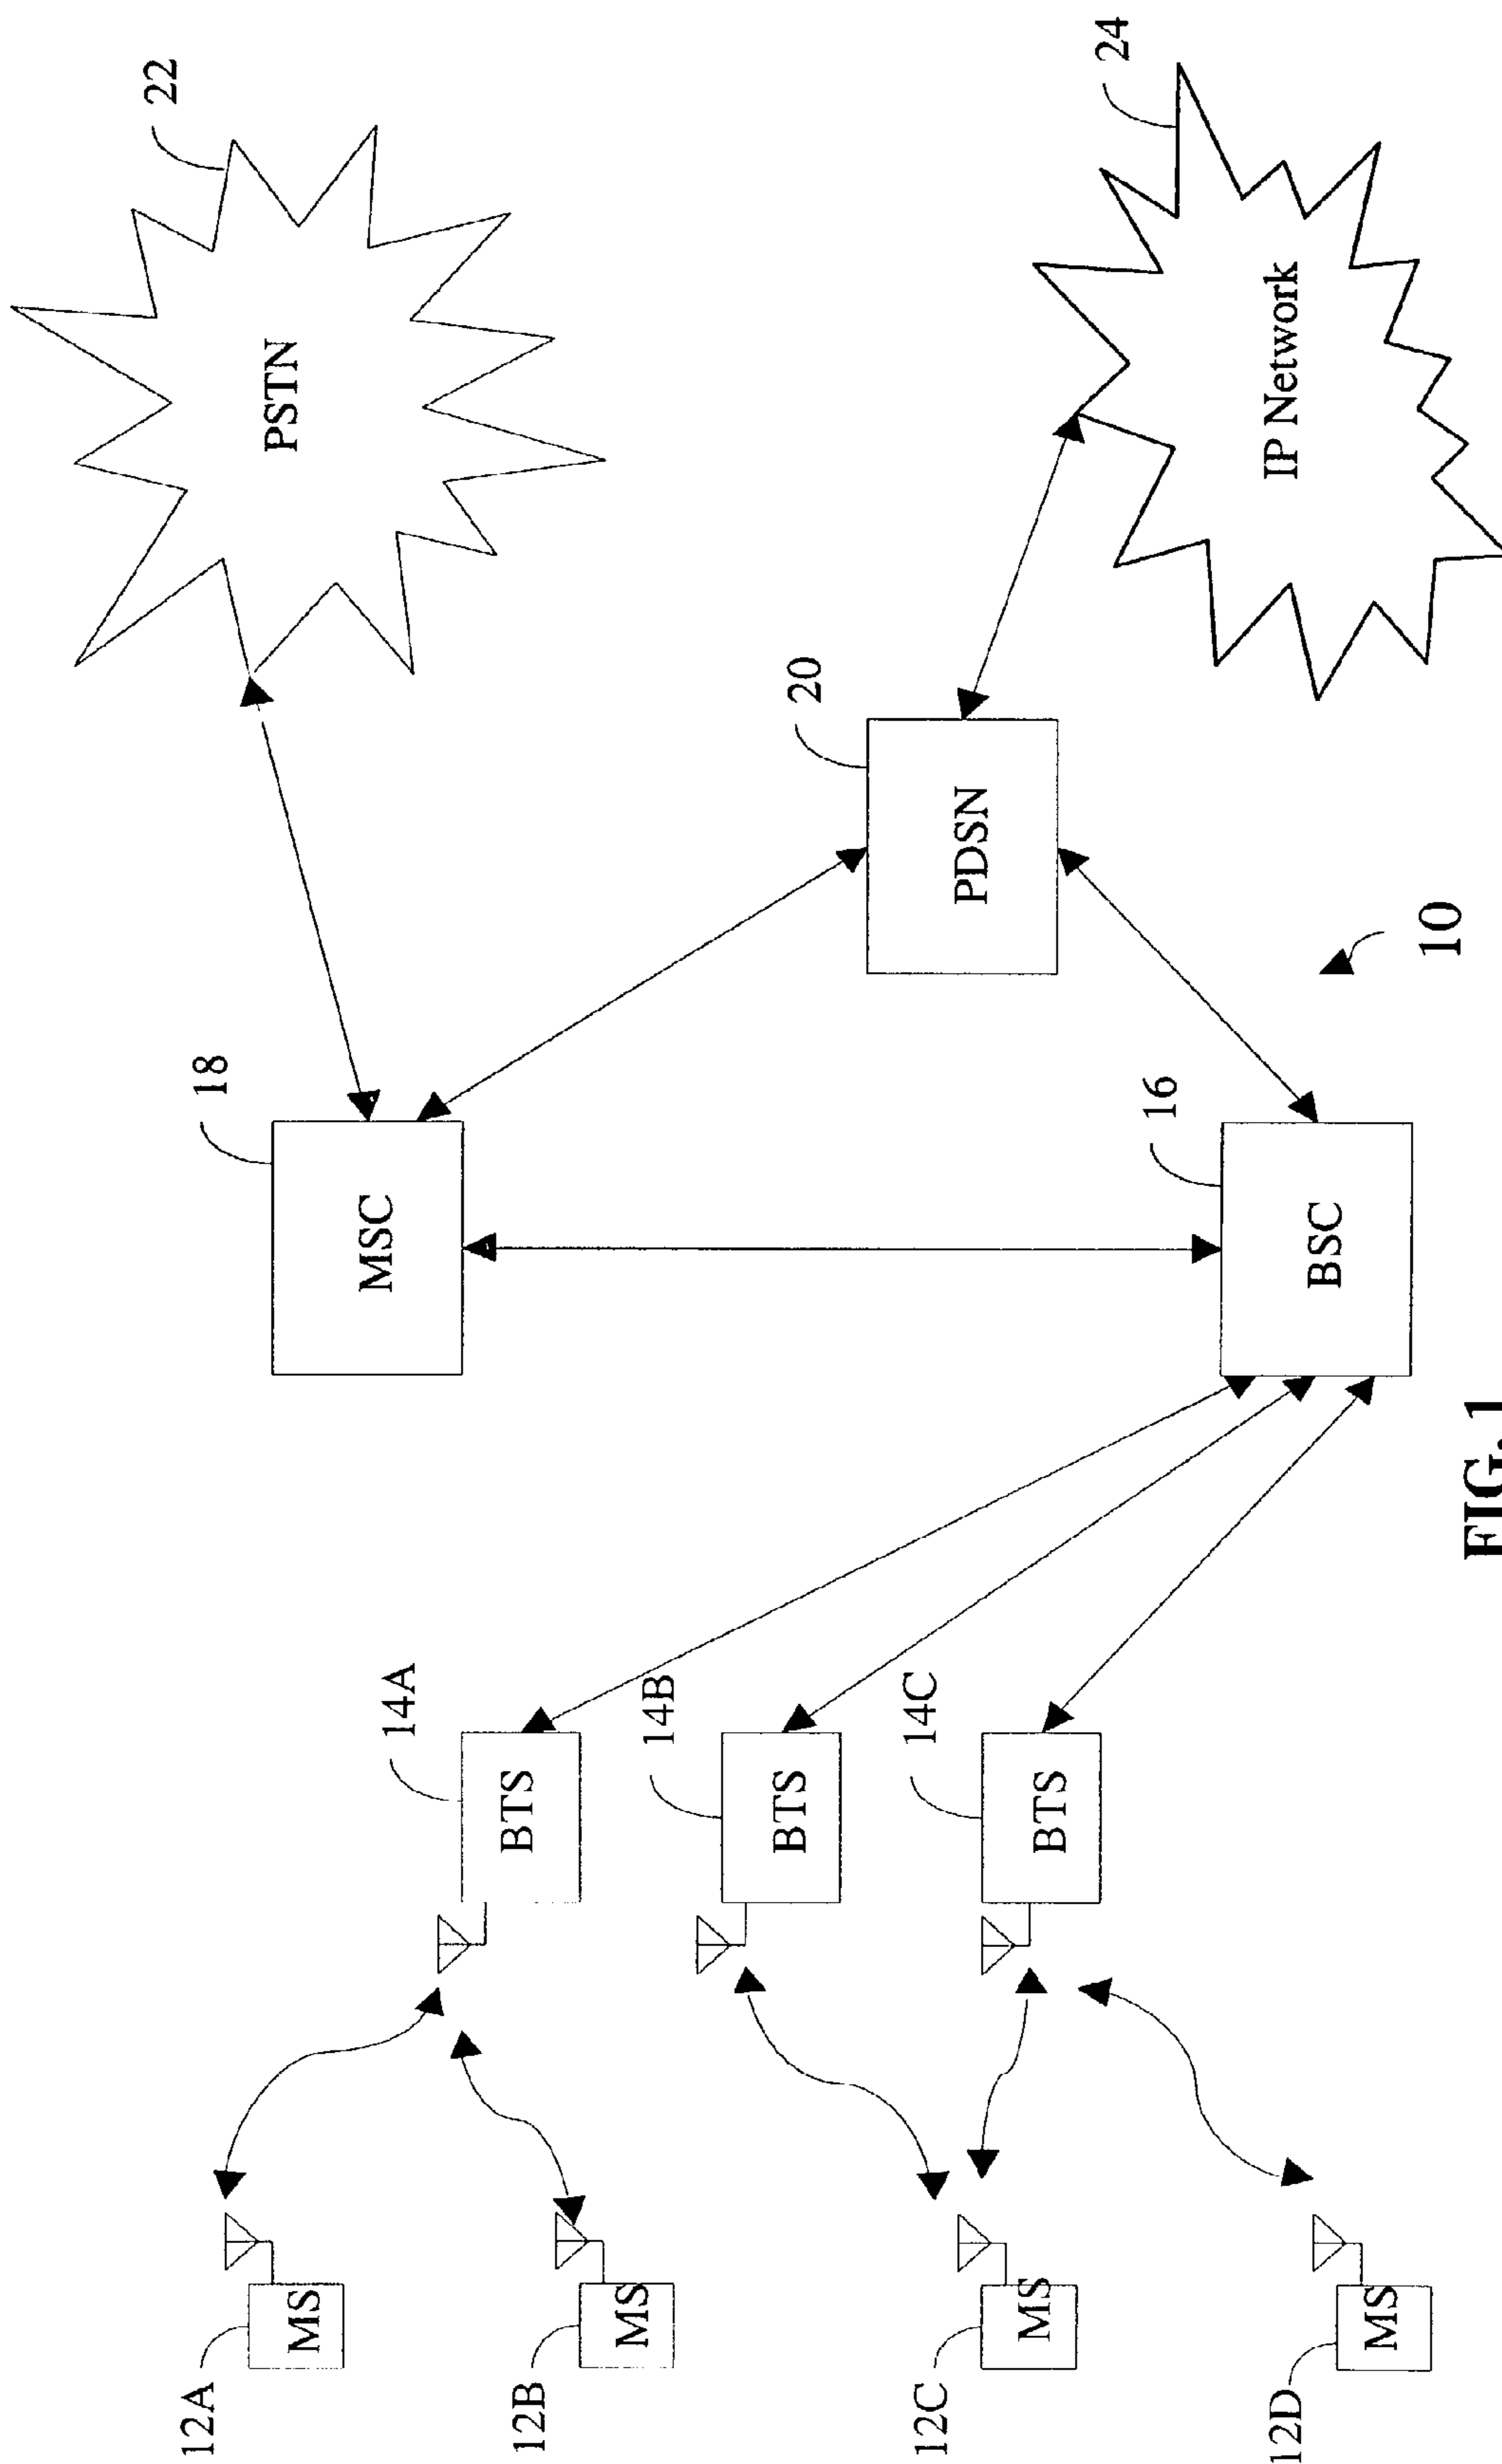 12A
MS
12B
MS
12C
MS
12D
MS
14A
BTS
14B
BTS
14C
BTS
18
MSC
16
BSC
20
PDSN
10
22
PSTN
24
IP Network
FIG. 1